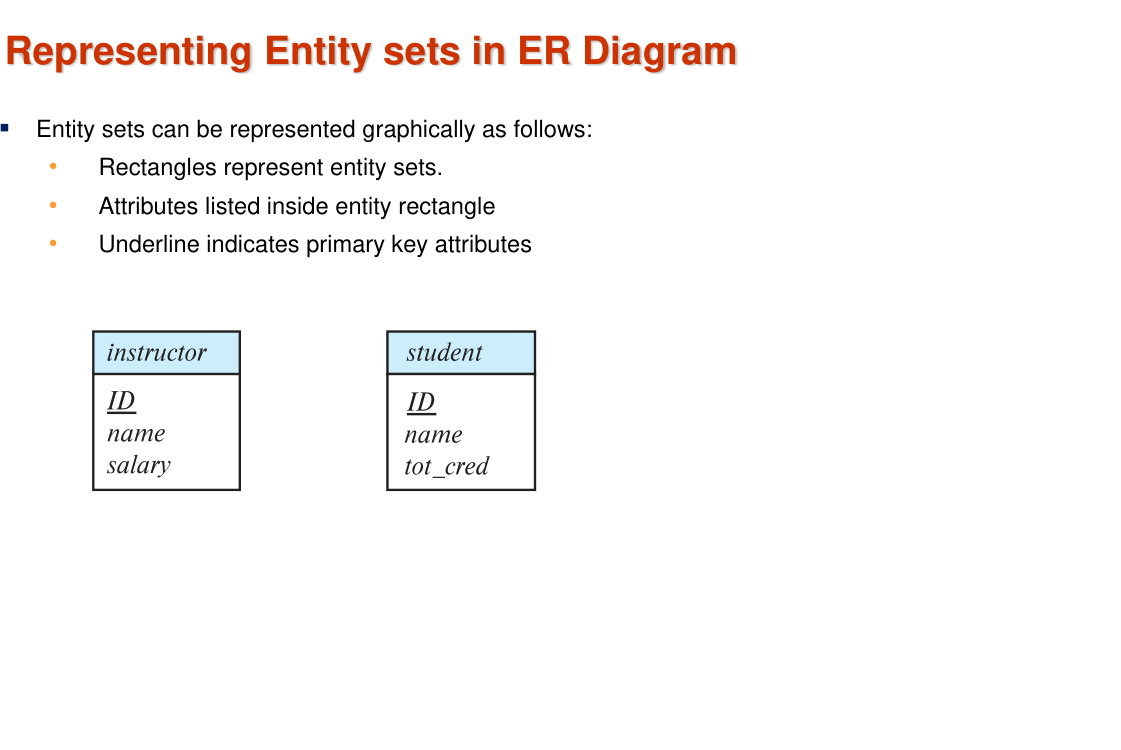 Representing Entity sets in ER Diagram
Entity sets can be represented graphically as follows:
Rectangles represent entity sets.
Attributes listed inside entity rectangle
Underline indicates primary key attributes
instructor
ID
name
salary
student
ID
name
tot_cred